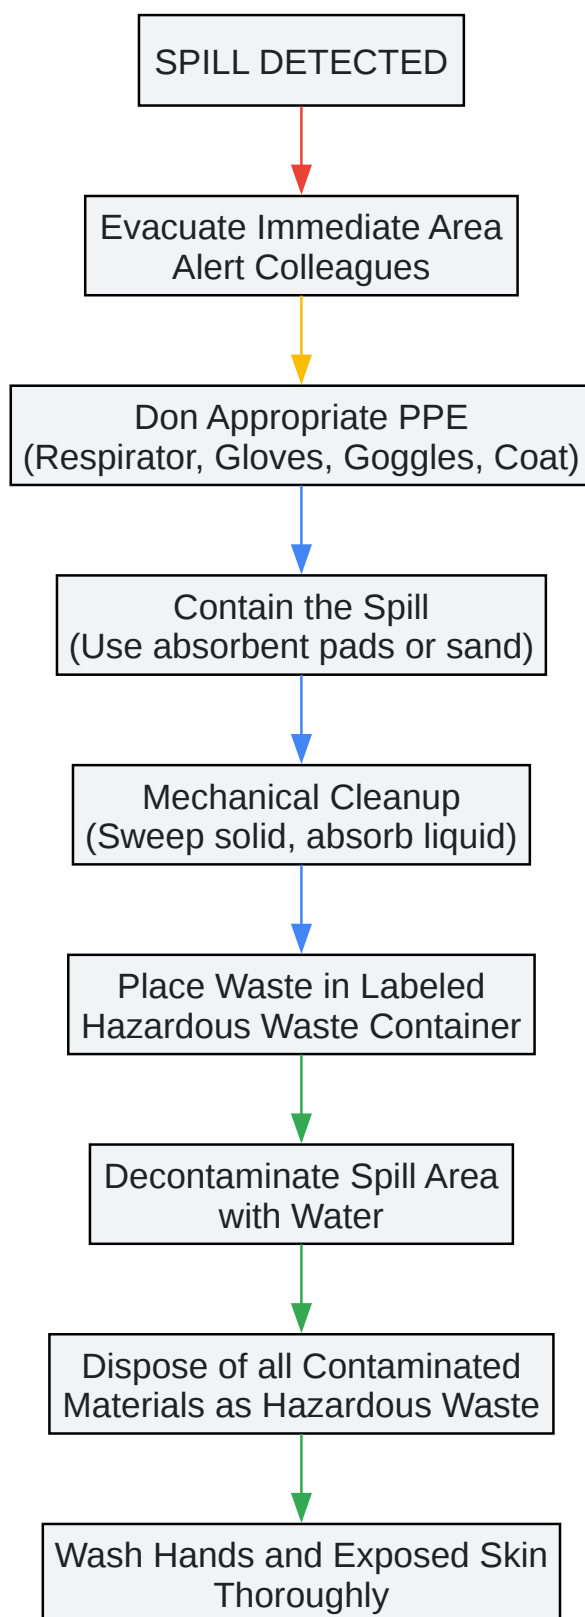 SPILL DETECTED
Evacuate Immediate Area
Alert Colleagues
Don Appropriate PPE
(Respirator, Gloves, Goggles, Coat)
Contain the Spill
(Use absorbent pads or sand)
Mechanical Cleanup
(Sweep solid, absorb liquid)
Place Waste in Labeled
Hazardous Waste Container
Decontaminate Spill Area
with Water
Dispose of all Contaminated
Materials as Hazardous Waste
Wash Hands and Exposed Skin
Thoroughly